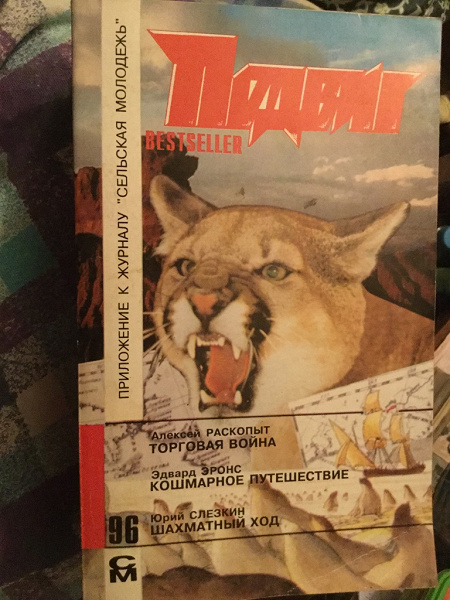 ПРИЛОЖЕНИЕ К ЖУРНАЛУ "СЕЛЬСКАЯ МОЛОДЕЖЬ"
ПОДВИГ
BESTSELLER
Алексей РАСКОПЫТ
ТОРГОВАЯ ВОЙНА
Эдвард ЭРОНС
КОШМАРНОЕ ПУТЕШЕСТВИЕ
Юрий СЛЕЗКИН
ШАХМАТНЫЙ ХОД
96
СМ